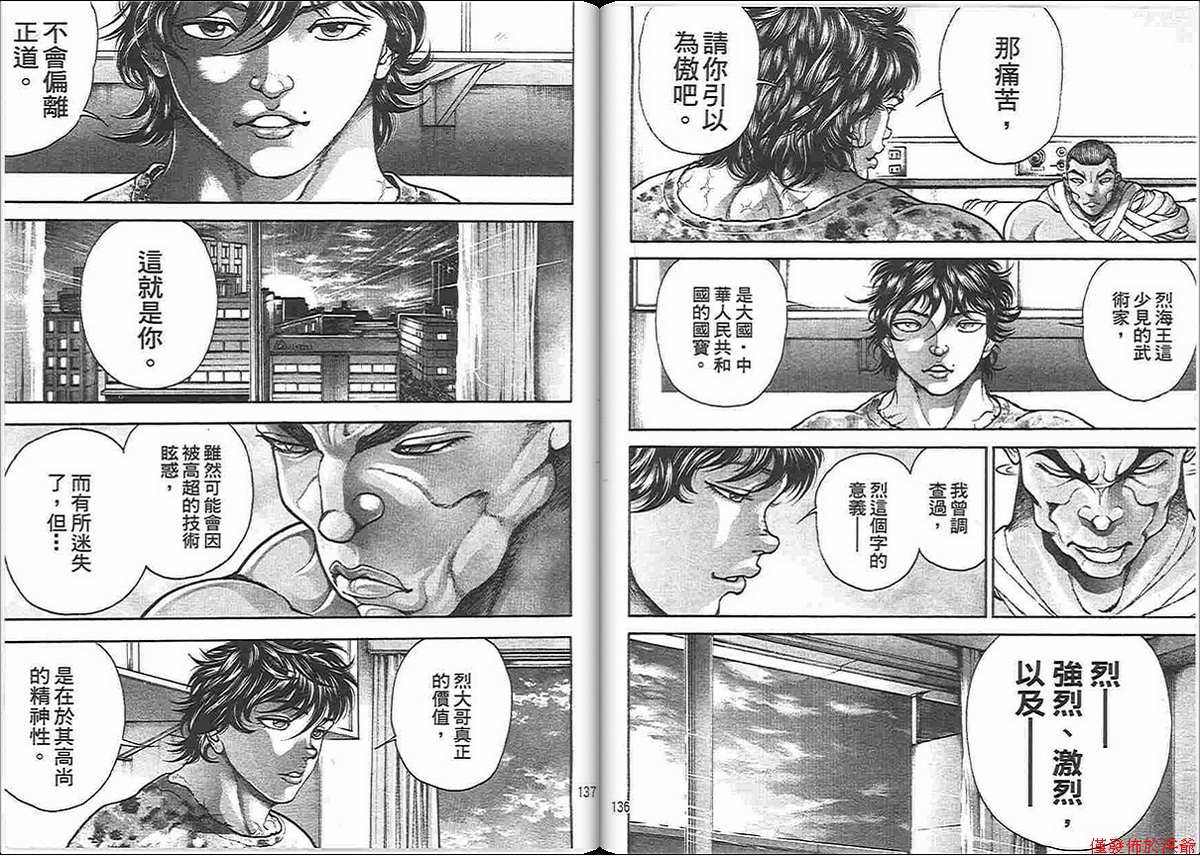 那痛苦，
請你引以
為傲吧。
烈海王這
少見的武
術家，
是大國·中
華人民共和
國的國寶。
我曾調
查過，
烈這個字的
意義——
烈——
強烈、激烈，
以及——
136
不會偏離
正道。
這就是你。
雖然可能會因
被高超的技術
眩惑，
而有所迷失
了，但…
烈大哥真正
的價值，
是在於其高尚
的精神性。
137